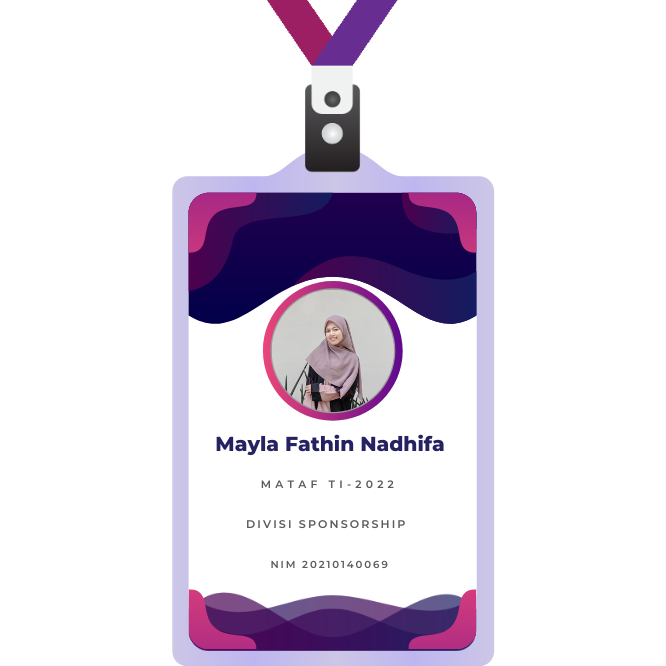 Mayla Fathin Nadhifa
MATAF TI-2022
DIVISI SPONSORSHIP
NIM 20210140069